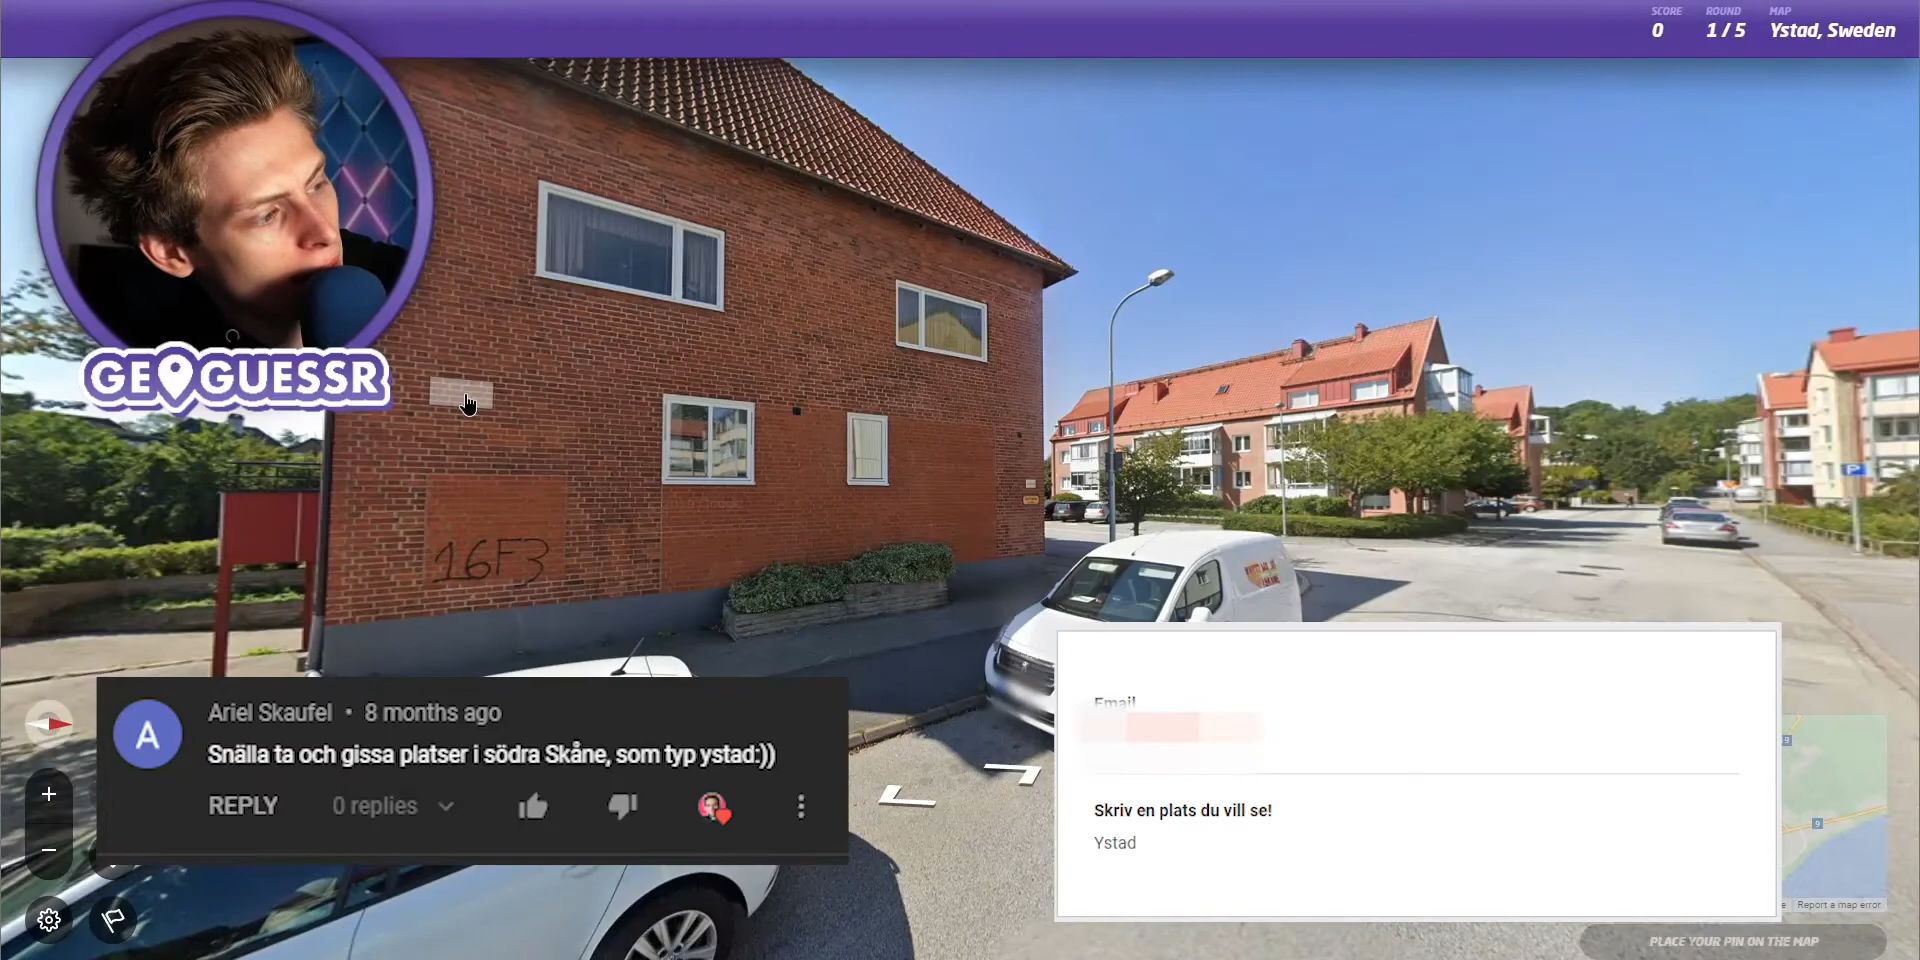 SCORE
0
ROUND
1 / 5
MAP
Ystad, Sweden
GEOGUESSR
16F3
P
A
Ariel Skaufel • 8 months ago
Snälla ta och gissa platser i södra Skåne, som typ ystad:))
REPLY
0 replies
Email
Skriv en plats du vill se!
Ystad
9
9
Report a map error
PLACE YOUR PIN ON THE MAP